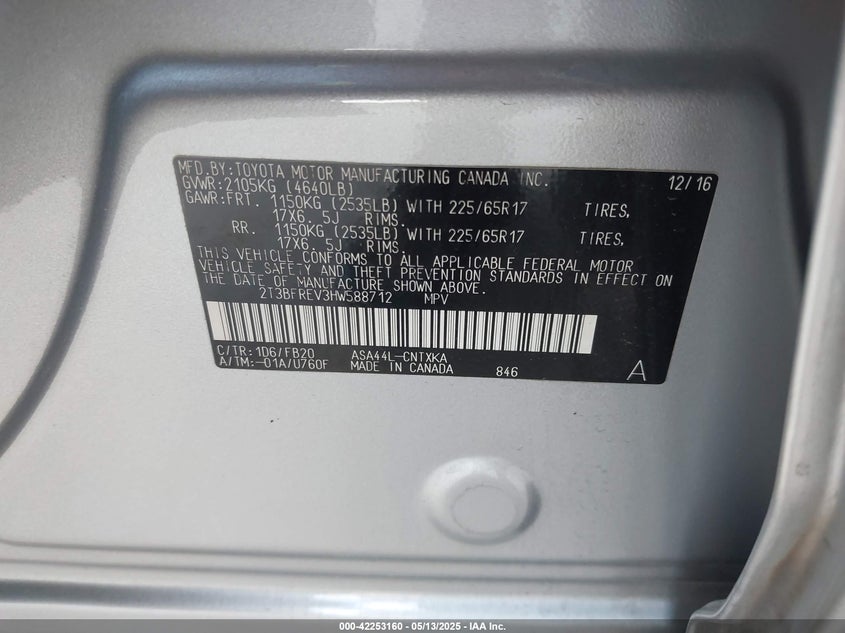 MFD.BY:TOYOTA MOTOR MANUFACTURING CANADA INC. 12/16
GVWR:2105KG (4640LB)
GAWR:FRT. 1150KG (2535LB) WITH 225/65R17 TIRES,
17X6.5J RIMS.
RR. 1150KG (2535LB) WITH 225/65R17 TIRES,
17X6.5J RIMS.
THIS VEHICLE CONFORMS TO ALL APPLICABLE FEDERAL MOTOR
VEHICLE SAFETY AND THEFT PREVENTION STANDARDS IN EFFECT ON
THE DATE OF MANUFACTURE SHOWN ABOVE.
2T3BFREV3HW588712 MPV
C/TR:1D6/FB20 ASA44L-CNTXKA
A/TM:-01A/U760F MADE IN CANADA 846 A
000-42253160 - 05/13/2025 - IAA Inc.